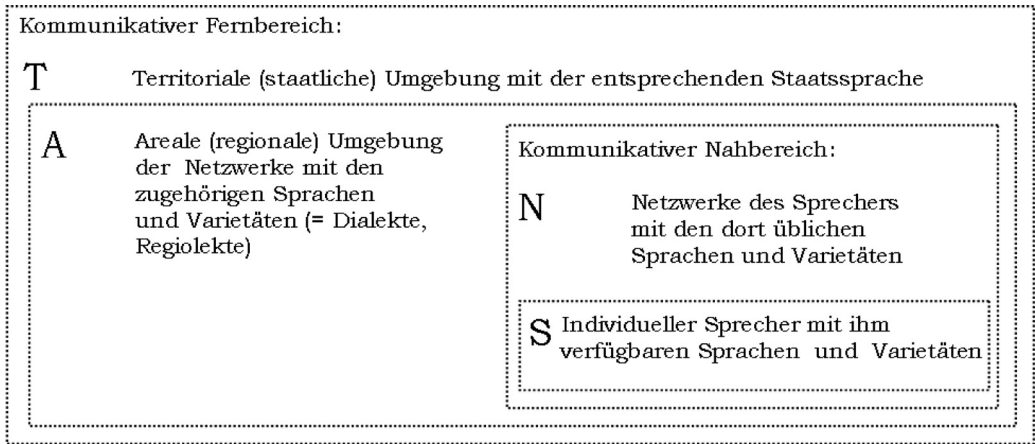 Kommunikativer Fernbereich:
T
Territoriale (staatliche) Umgebung mit der entsprechenden Staatssprache
A
Areale (regionale) Umgebung
der Netzwerke mit den
zugehörigen Sprachen
und Varietäten (= Dialekte,
Regiolekte)
Kommunikativer Nahbereich:
N
Netzwerke des Sprechers
mit den dort üblichen
Sprachen und Varietäten
S
Individueller Sprecher mit ihm
verfügbaren Sprachen und Varietäten